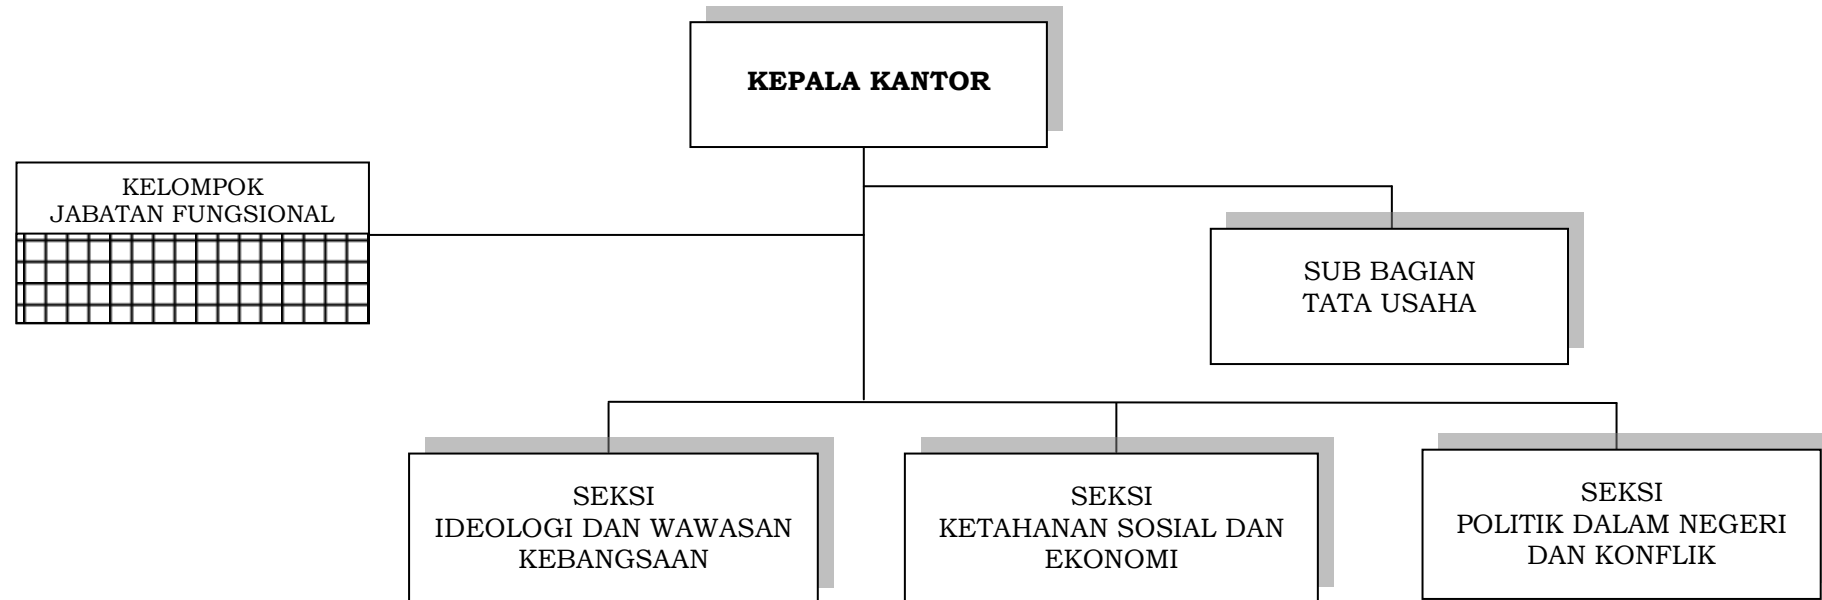 KEPALA KANTOR
KELOMPOK
JABATAN FUNGSIONAL
SUB BAGIAN
TATA USAHA
SEKSI
IDEOLOGI DAN WAWASAN
KEBANGSAAN
SEKSI
KETAHANAN SOSIAL DAN
EKONOMI
SEKSI
POLITIK DALAM NEGERI
DAN KONFLIK